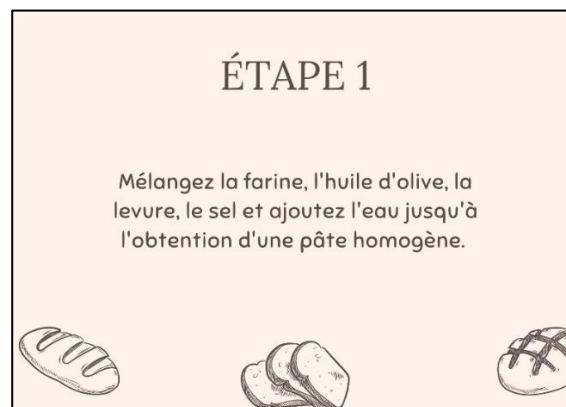 ÉTAPE 1
Mélangez la farine, l'huile d'olive, la
levure, le sel et ajoutez l'eau jusqu'à
l'obtention d'une pâte homogène.